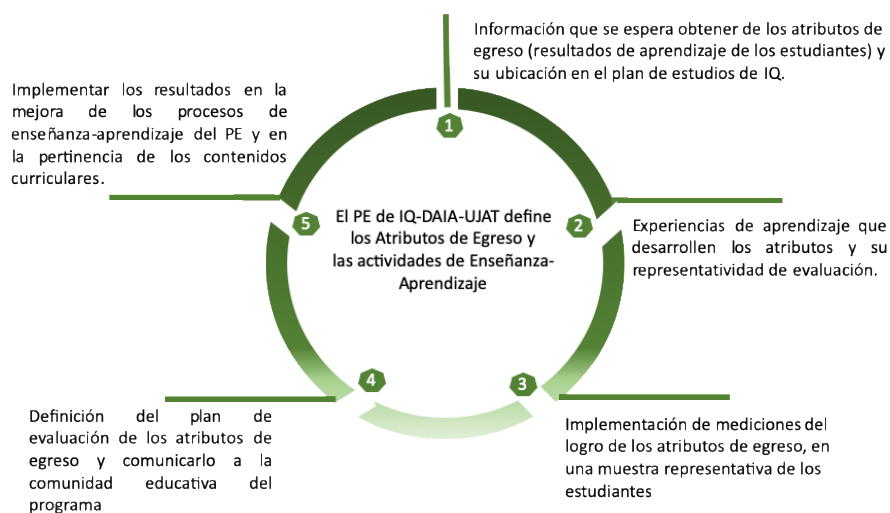 Información que se espera obtener de los atributos de
egreso (resultados de aprendizaje de los estudiantes) y
su ubicación en el plan de estudios de IQ.
1
Experiencias de aprendizaje que
desarrollen los atributos y su
representatividad de evaluación.
2
Implementación de mediciones del
logro de los atributos de egreso, en
una muestra representativa de los
estudiantes
3
Definición del plan de
evaluación de los atributos de
egreso y comunicarlo a la
comunidad educativa del
programa
4
Implementar los resultados en la
mejora de los procesos de
enseñanza-aprendizaje del PE y en
la pertinencia de los contenidos
curriculares.
5
El PE de IQ-DAIA-UJAT define
los Atributos de Egreso y
las actividades de Enseñanza-
Aprendizaje